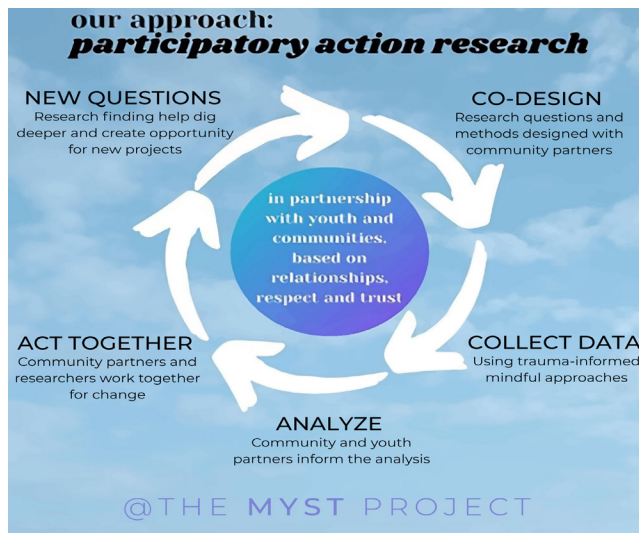 our approach:
participatory action research
NEW QUESTIONS
Research finding help dig
deeper and create opportunity
for new projects
CO-DESIGN
Research questions and
methods designed with
community partners
in partnership
with youth and
communities,
based on
relationships,
respect and trust
ACT TOGETHER
Community partners and
researchers work together
for change
COLLECT DATA
Using trauma-informed
mindful approaches
ANALYZE
Community and youth
partners inform the analysis
@THE MYST PROJECT